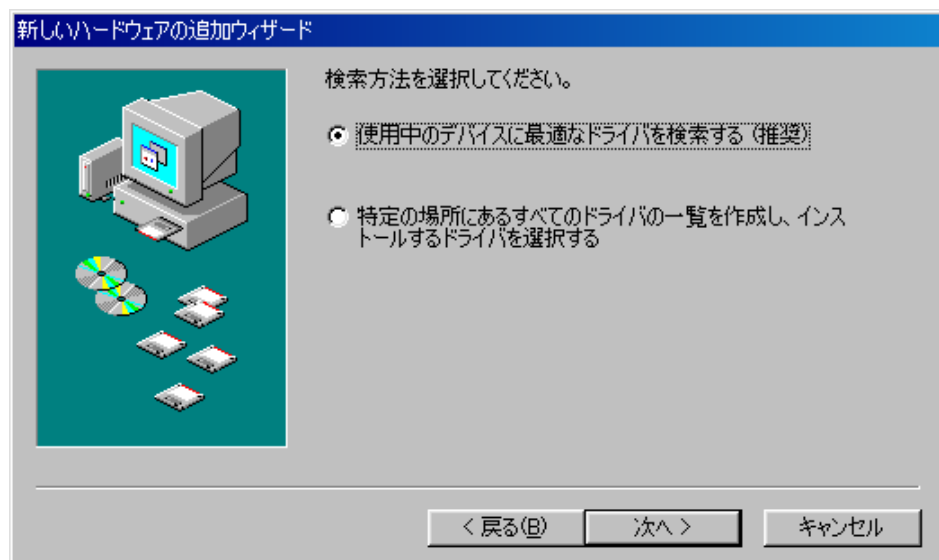 新しいハードウェアの追加ウィザード
検索方法を選択してください。
使用中のデバイスに最適なドライバを検索する (推奨)
特定の場所にあるすべてのドライバの一覧を作成し、インス
トールするドライバを選択する
< 戻る(B)
次へ >
キャンセル